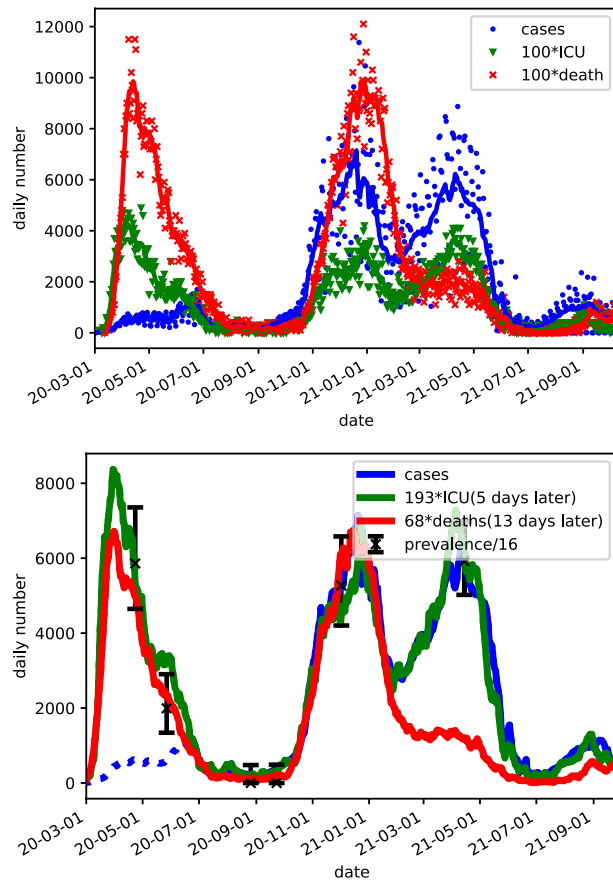 cases
100*ICU
100*death
12000
10000
8000
6000
4000
2000
0
daily number
20-03-01
20-05-01
20-07-01
20-09-01
20-11-01
21-01-01
21-03-01
21-05-01
21-07-01
21-09-01
date
cases
193*ICU(5 days later)
68*deaths(13 days later)
prevalence/16
8000
6000
4000
2000
0
daily number
20-03-01
20-05-01
20-07-01
20-09-01
20-11-01
21-01-01
21-03-01
21-05-01
21-07-01
21-09-01
date